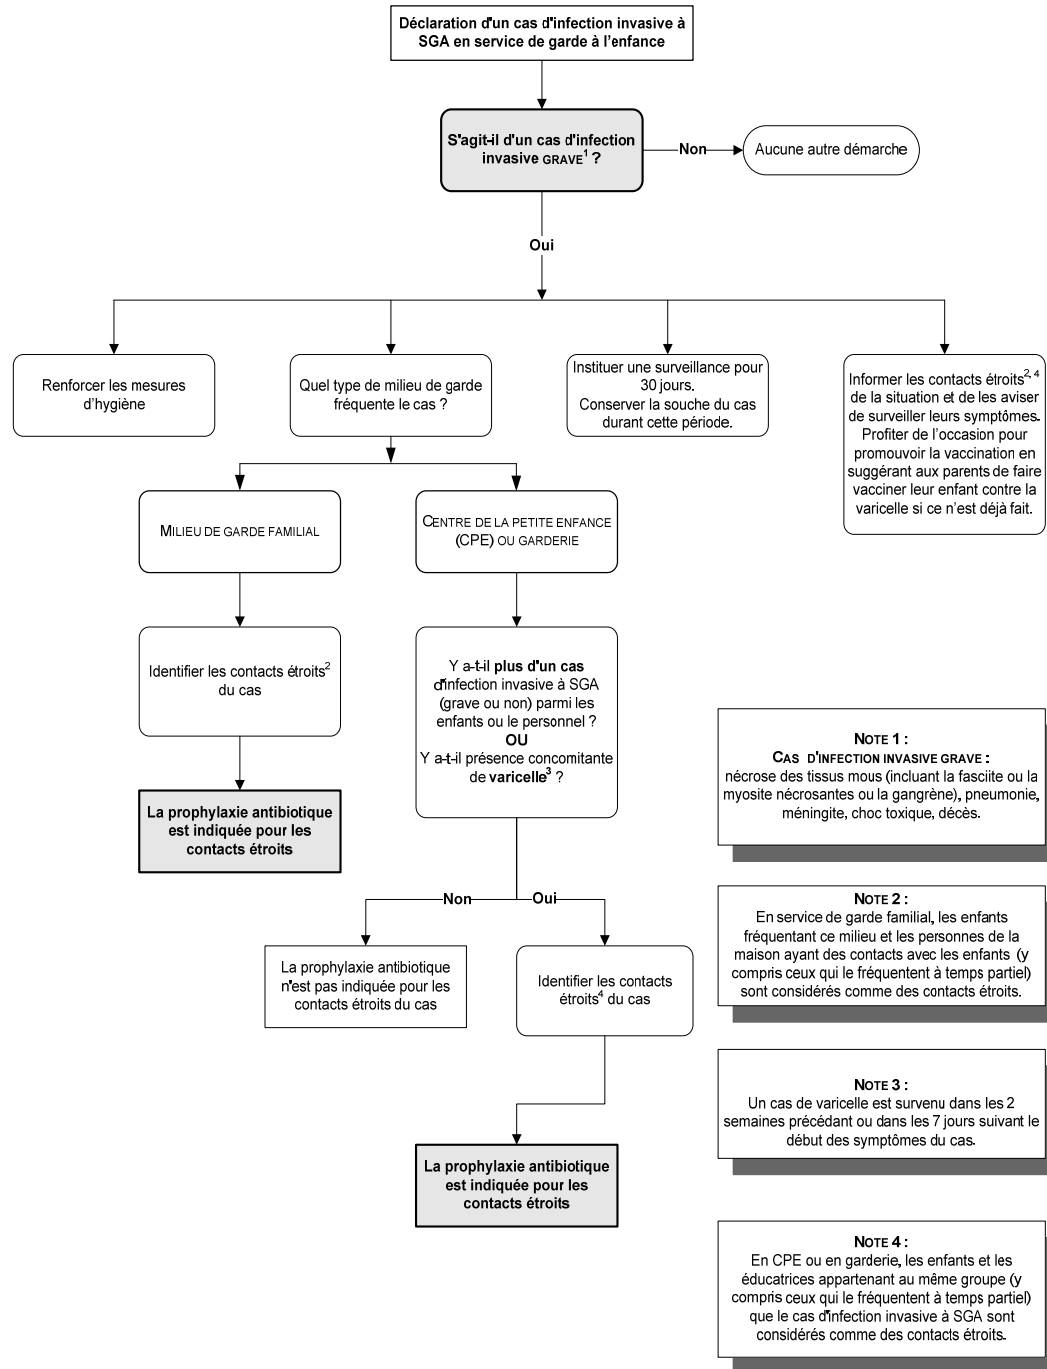 Déclaration d'un cas d'infection invasive à
SGA en service de garde à l'enfance
S'agit-il d'un cas d'infection
invasive GRAVE1 ?
Non
Aucune autre démarche
Oui
Renforcer les mesures
d'hygiène
Quel type de milieu de garde
fréquente le cas ?
Instituer une surveillance pour
30 jours.
Conserver la souche du cas
durant cette période.
Informer les contacts étroits2, 4
de la situation et de les aviser
de surveiller leurs symptômes.
Profiter de l'occasion pour
promouvoir la vaccination en
suggérant aux parents de faire
vacciner leur enfant contre la
varicelle si ce n'est déjà fait.
MILIEU DE GARDE FAMILIAL
CENTRE DE LA PETITE ENFANCE
(CPE) OU GARDERIE
Identifier les contacts étroits2
du cas
Y a-t-il plus d'un cas
d'infection invasive à SGA
(grave ou non) parmi les
enfants ou le personnel ?
OU
Y a-t-il présence concomitante
de varicelle3 ?
La prophylaxie antibiotique
est indiquée pour les
contacts étroits
Non
Oui
La prophylaxie antibiotique
n'est pas indiquée pour les
contacts étroits du cas
Identifier les contacts
étroits4 du cas
La prophylaxie antibiotique
est indiquée pour les
contacts étroits
NOTE 1 :
CAS D'INFECTION INVASIVE GRAVE :
nécrose des tissus mous (incluant la fasciite ou la
myosite nécrosantes ou la gangrène), pneumonie,
méningite, choc toxique, décès.
NOTE 2 :
En service de garde familial, les enfants
fréquentant ce milieu et les personnes de la
maison ayant des contacts avec les enfants (y
compris ceux qui le fréquentent à temps partiel)
sont considérés comme des contacts étroits.
NOTE 3 :
Un cas de varicelle est survenu dans les 2
semaines précédant ou dans les 7 jours suivant le
début des symptômes du cas.
NOTE 4 :
En CPE ou en garderie, les enfants et les
éducatrices appartenant au même groupe (y
compris ceux qui le fréquentent à temps partiel)
que le cas d'infection invasive à SGA sont
considérés comme des contacts étroits.